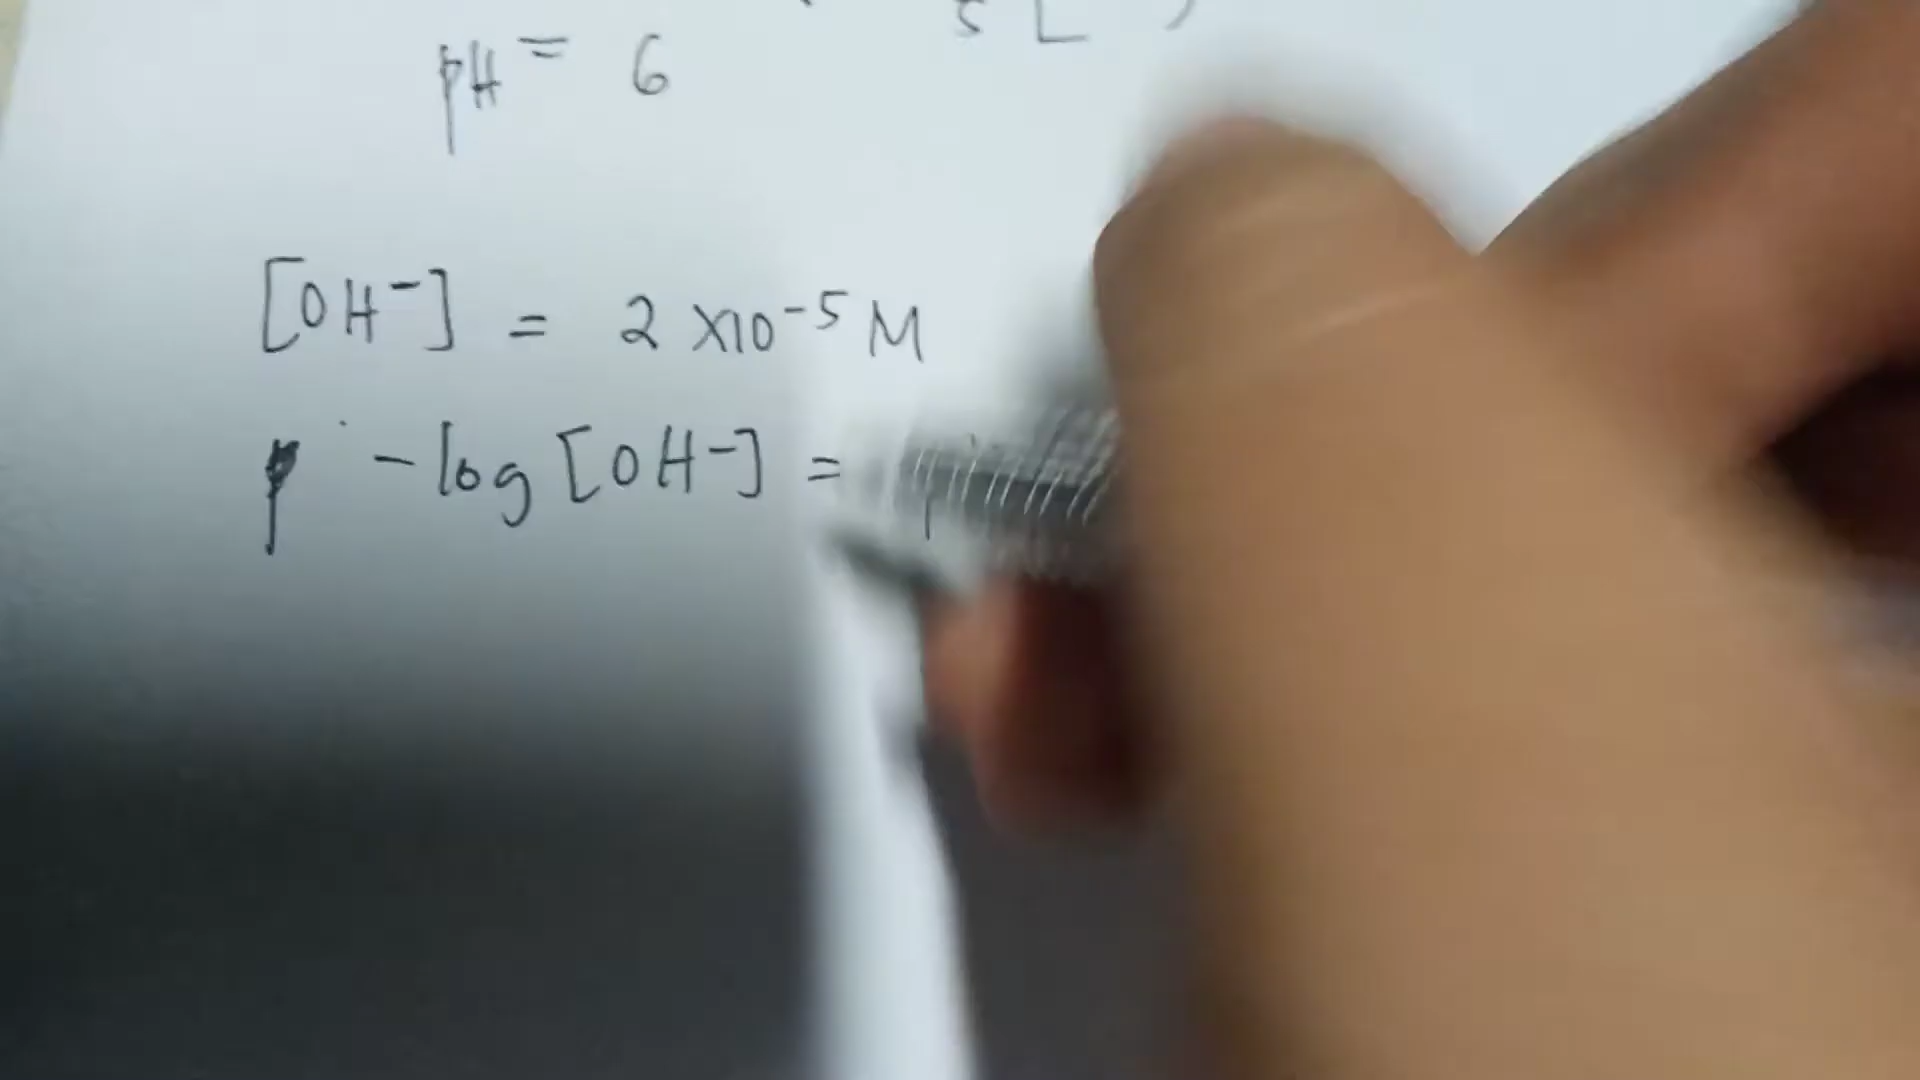 pH = 6
[OH⁻] = 2 x10⁻⁵ M
p -log [OH⁻] =